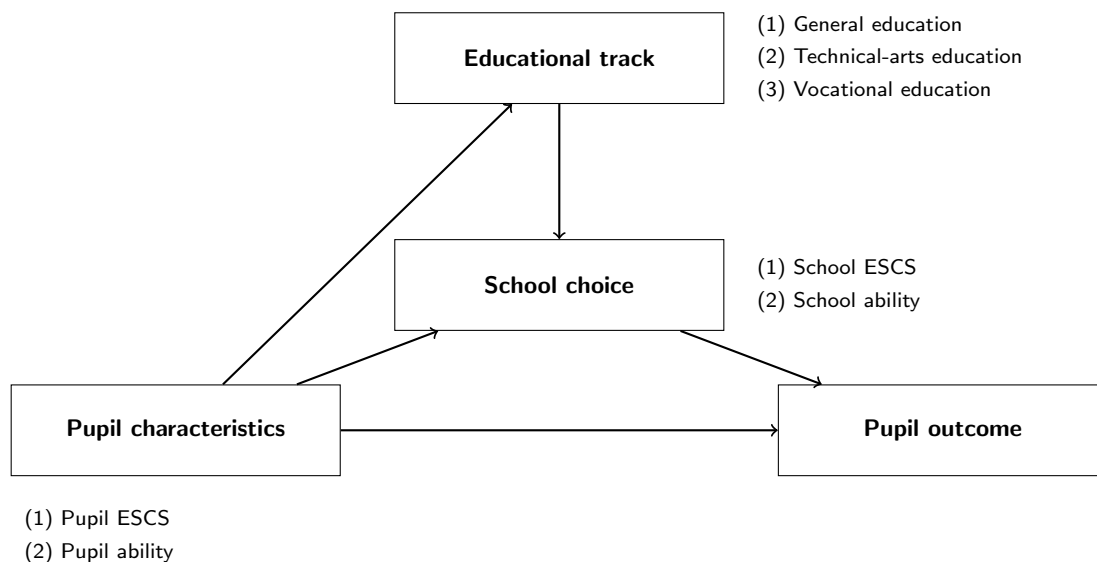 Educational track
(1) General education
(2) Technical-arts education
(3) Vocational education
School choice
(1) School ESCS
(2) School ability
Pupil characteristics
Pupil outcome
(1) Pupil ESCS
(2) Pupil ability